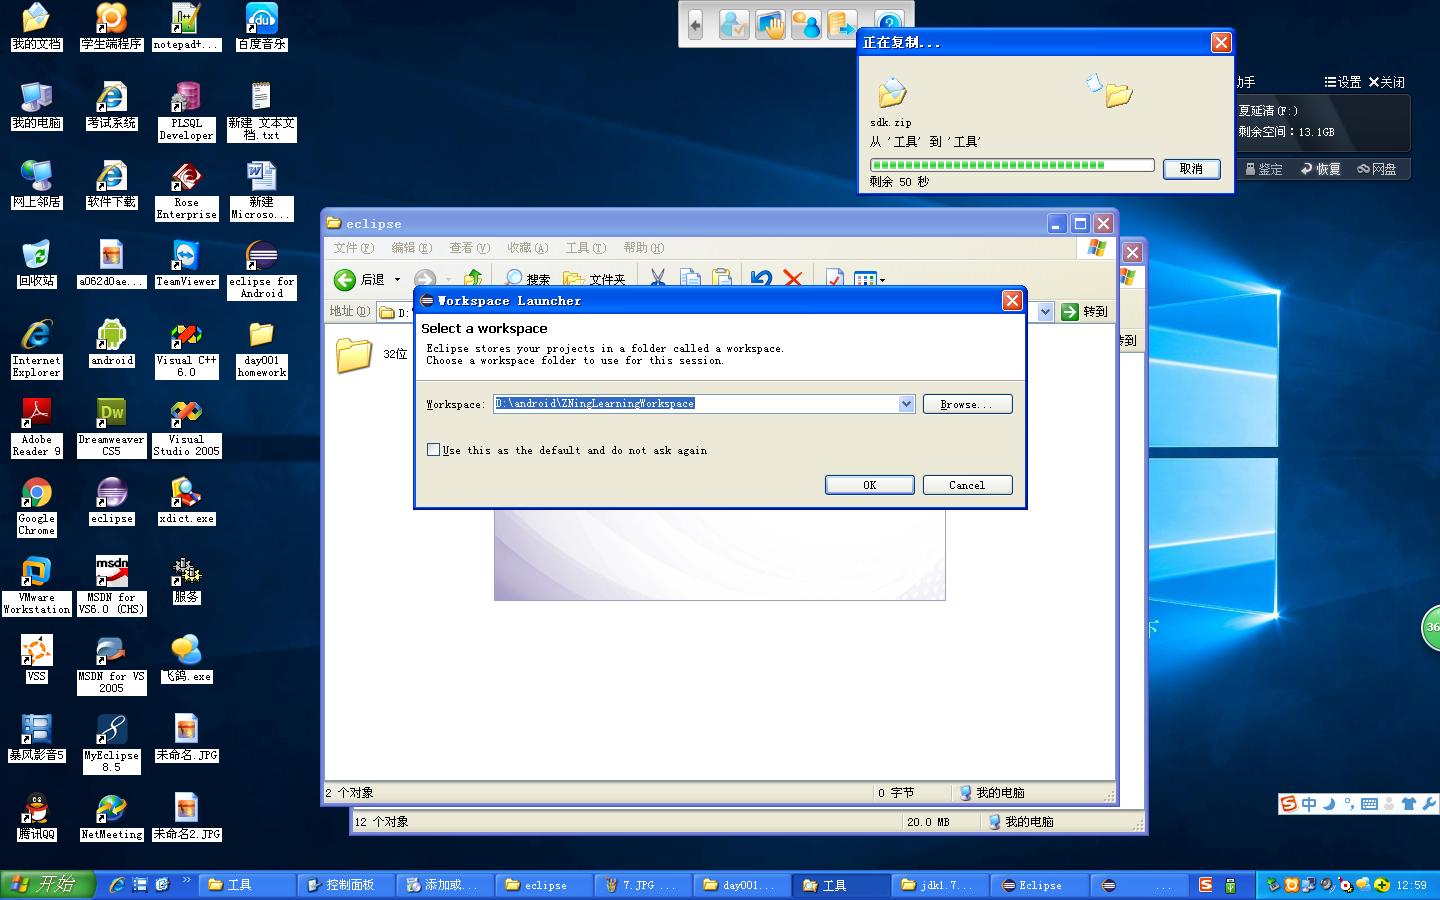 我的文档
学生端程序
notepad+...
百度音乐
我的电脑
考试系统
PLSQL
Developer
新建 文本文
档.txt
网上邻居
软件下载
Rose
Enterprise
新建
Microso...
回收站
a062d0ae...
TeamViewer
eclipse for
Android
Internet
Explorer
android
Visual C++
6.0
day001
homework
Adobe
Reader 9
Dreamweaver
CS5
Visual
Studio 2005
Google
Chrome
eclipse
xdict.exe
VMware
Workstation
msdn
MSDN for
VS6.0 (CHS)
服务
VSS
MSDN for VS
2005
飞鸽.exe
暴风影音5
MyEclipse
8.5
未命名.JPG
腾讯QQ
NetMeeting
未命名2.JPG
正在复制...
sdk.zip
从 '工具' 到 '工具'
取消
剩余 50 秒
助手
设置 关闭
夏延清(F:)
剩余空间：13.1GB
鉴定 恢复 网盘
eclipse
文件(F) 编辑(E) 查看(V) 收藏(A) 工具(T) 帮助(H)
后退 搜索 文件夹
地址(D) D: 转到
32位
Workspace Launcher
Select a workspace
Eclipse stores your projects in a folder called a workspace.
Choose a workspace folder to use for this session.
Workspace: D:\android\ZNingLearningWorkspace Browse...
Use this as the default and do not ask again
OK Cancel
转到
36
2 个对象 0 字节 我的电脑
12 个对象 20.0 MB 我的电脑
中
开始 工具 控制面板 添加或... eclipse 7.JPG ... day001... 工具 jdk1.7... Eclipse ... 12:59